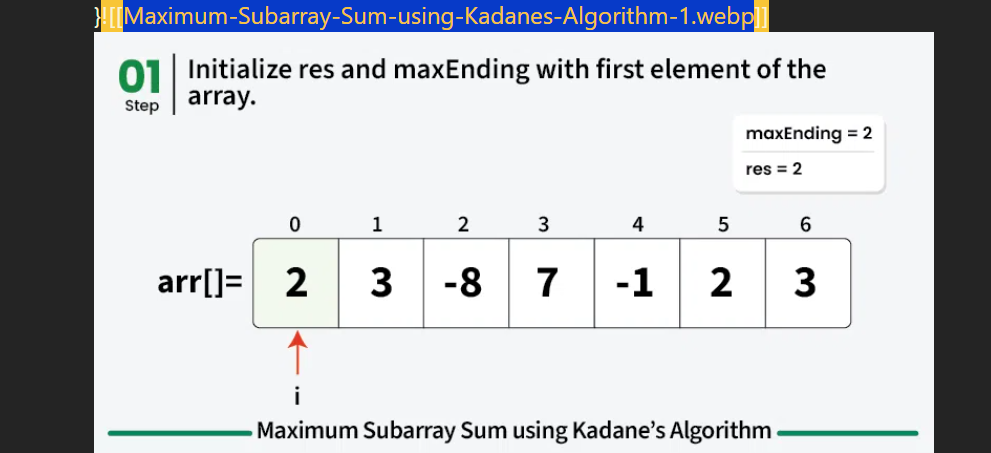 }![[Maximum-Subarray-Sum-using-Kadanes-Algorithm-1.webp]]
01
Step
Initialize res and maxEnding with first element of the
array.
maxEnding = 2
res = 2
0 1 2 3 4 5 6
arr[]= 2 3 -8 7 -1 2 3
i
Maximum Subarray Sum using Kadane’s Algorithm